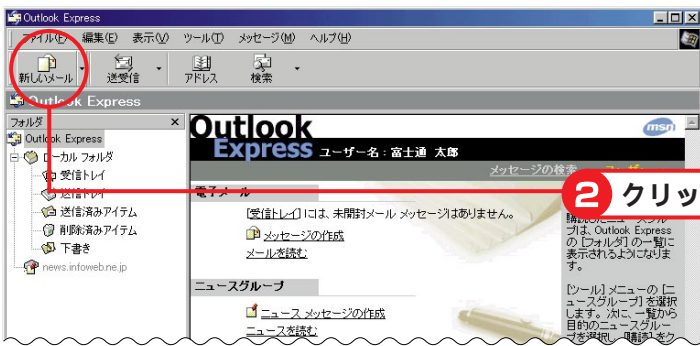 Outlook Express
ファイル(F) 編集(E) 表示(V) ツール(T) メッセージ(M) ヘルプ(H)
新しいメール 送受信 アドレス 検索
Outlook Express
フォルダ ×
Outlook Express
ローカル フォルダ
受信トレイ
送信トレイ
送信済みアイテム
削除済みアイテム
下書き
news.infoweb.ne.jp
Outlook
Express ユーザー名:富士通 太郎
msn
メッセージの検索
電子メール
[受信トレイ] には、未開封メール メッセージはありません。
メッセージの作成
メールを読む
ニュースグループ
ニュース メッセージの作成
ニュースを読む
2 クリッ
プは、Outlook Express
の [フォルダ] の一覧に
表示されるようになりま
す。
[ツール] メニューの [ニ
ュースグループ] を選択
します。次に、一覧から
目的のニュースグルー
プを選択し、[購読] をク